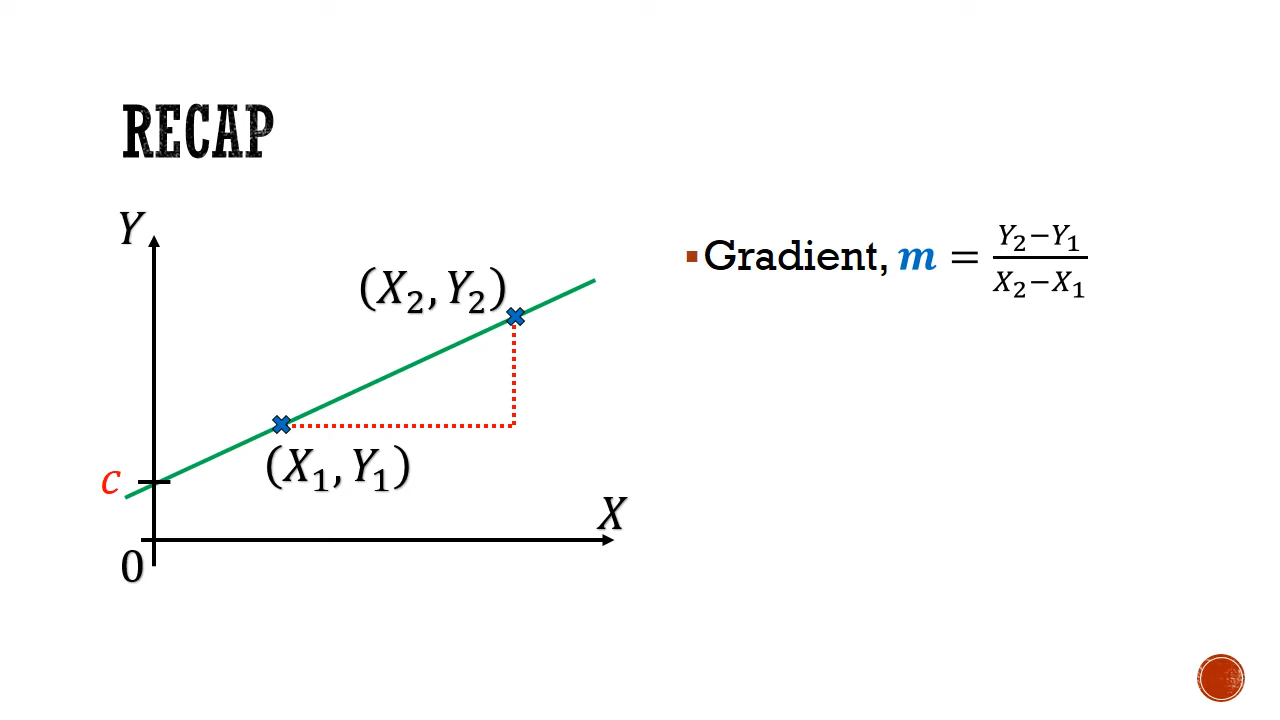 RECAP
Y
(X₂, Y₂)
Gradient, m = (Y₂−Y₁)/(X₂−X₁)
(X₁, Y₁)
c
X
0